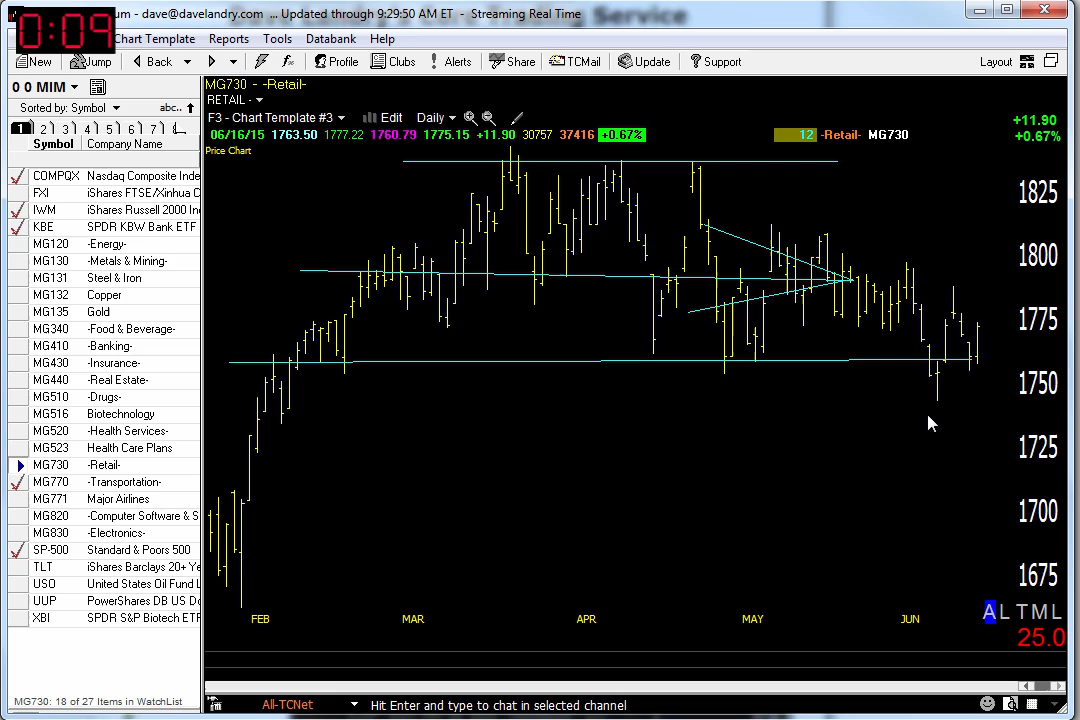 0:09
um - dave@davelandry.com ... Updated through 9:29:50 AM ET - Streaming Real Time
Service
Chart Template Reports Tools Databank Help
New Jump Back Profile Clubs Alerts Share TCMail Update Support Layout
0 0 MIM
Sorted by: Symbol abc..
1 2 3 4 5 6 7
Symbol Company Name
COMPQX Nasdaq Composite Inde
FXI iShares FTSE/Xinhua C
IWM iShares Russell 2000 In
KBE SPDR KBW Bank ETF
MG120 -Energy-
MG130 -Metals & Mining-
MG131 Steel & Iron
MG132 Copper
MG135 Gold
MG340 -Food & Beverage-
MG410 -Banking-
MG430 -Insurance-
MG440 -Real Estate-
MG510 -Drugs-
MG516 Biotechnology
MG520 -Health Services-
MG523 Health Care Plans
MG730 -Retail-
MG770 -Transportation-
MG771 Major Airlines
MG820 -Computer Software & S
MG830 -Electronics-
SP-500 Standard & Poors 500
TLT iShares Barclays 20+ Ye
USO United States Oil Fund L
UUP PowerShares DB US Do
XBI SPDR S&P Biotech ETF
MG730: 18 of 27 Items in WatchList
MG730 - -Retail-
RETAIL -
F3 - Chart Template #3 Edit Daily
06/16/15 1763.50 1777.22 1760.79 1775.15 +11.90 30757 37416 +0.67% 12 -Retail- MG730
+11.90
+0.67%
Price Chart
1825
1800
1775
1750
1725
1700
1675
FEB MAR APR MAY JUN
A L T M L
25.0
All-TCNet Hit Enter and type to chat in selected channel